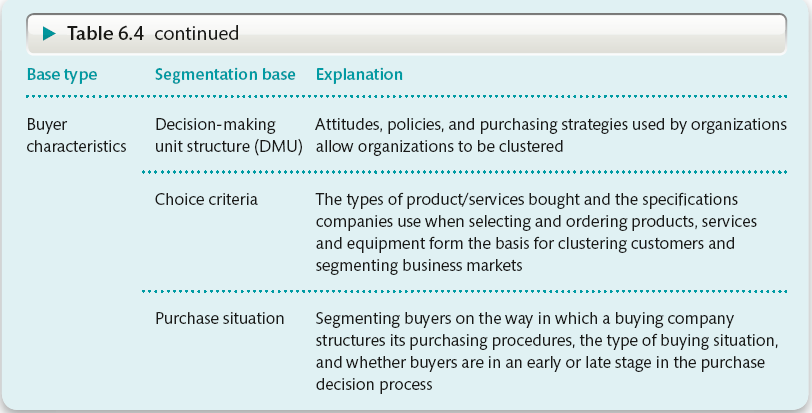 ▶ Table 6.4 continued
Base type Segmentation base Explanation
Buyer characteristics
Decision-making unit structure (DMU)
Attitudes, policies, and purchasing strategies used by organizations
allow organizations to be clustered
Choice criteria
The types of product/services bought and the specifications
companies use when selecting and ordering products, services
and equipment form the basis for clustering customers and
segmenting business markets
Purchase situation
Segmenting buyers on the way in which a buying company
structures its purchasing procedures, the type of buying situation,
and whether buyers are in an early or late stage in the purchase
decision process